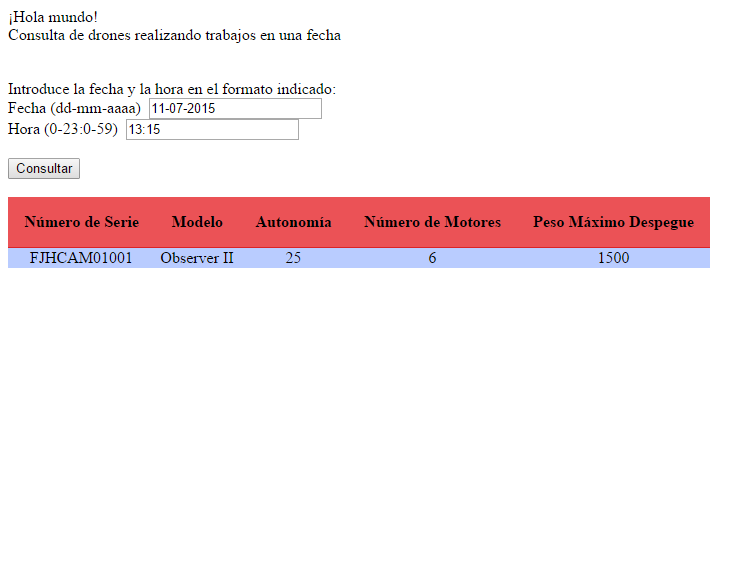 ¡Hola mundo!
Consulta de drones realizando trabajos en una fecha
Introduce la fecha y la hora en el formato indicado:
Fecha (dd-mm-aaaa) 11-07-2015
Hora (0-23:0-59) 13:15
Consultar
Número de Serie Modelo Autonomía Número de Motores Peso Máximo Despegue
FJHCAM01001 Observer II 25 6 1500